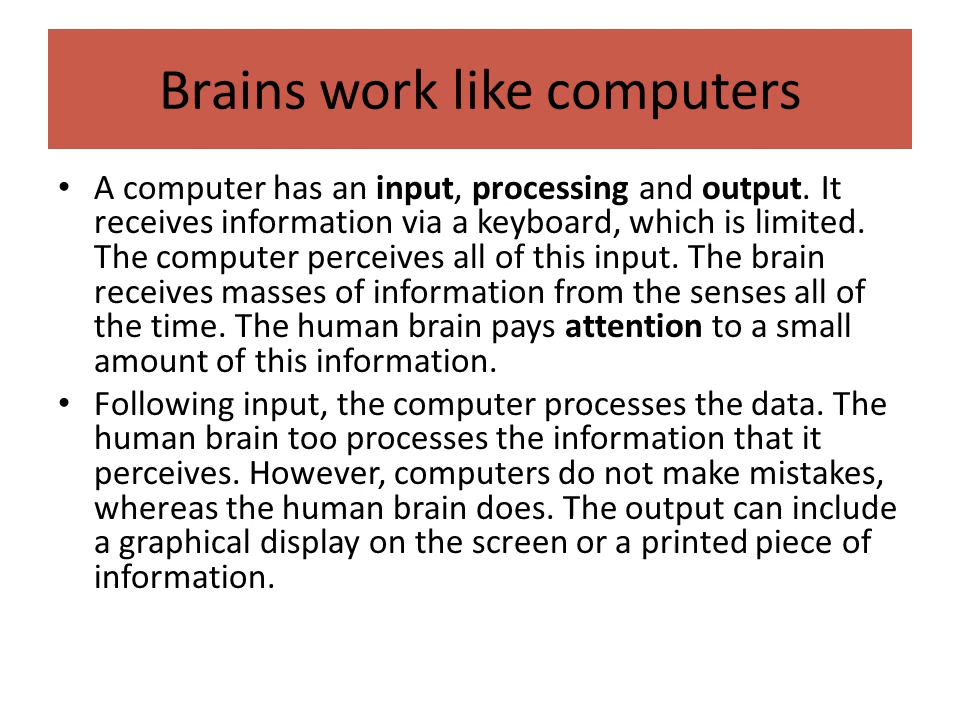 Brains work like computers
• A computer has an input, processing and output. It
receives information via a keyboard, which is limited.
The computer perceives all of this input. The brain
receives masses of information from the senses all of
the time. The human brain pays attention to a small
amount of this information.
• Following input, the computer processes the data. The
human brain too processes the information that it
perceives. However, computers do not make mistakes,
whereas the human brain does. The output can include
a graphical display on the screen or a printed piece of
information.